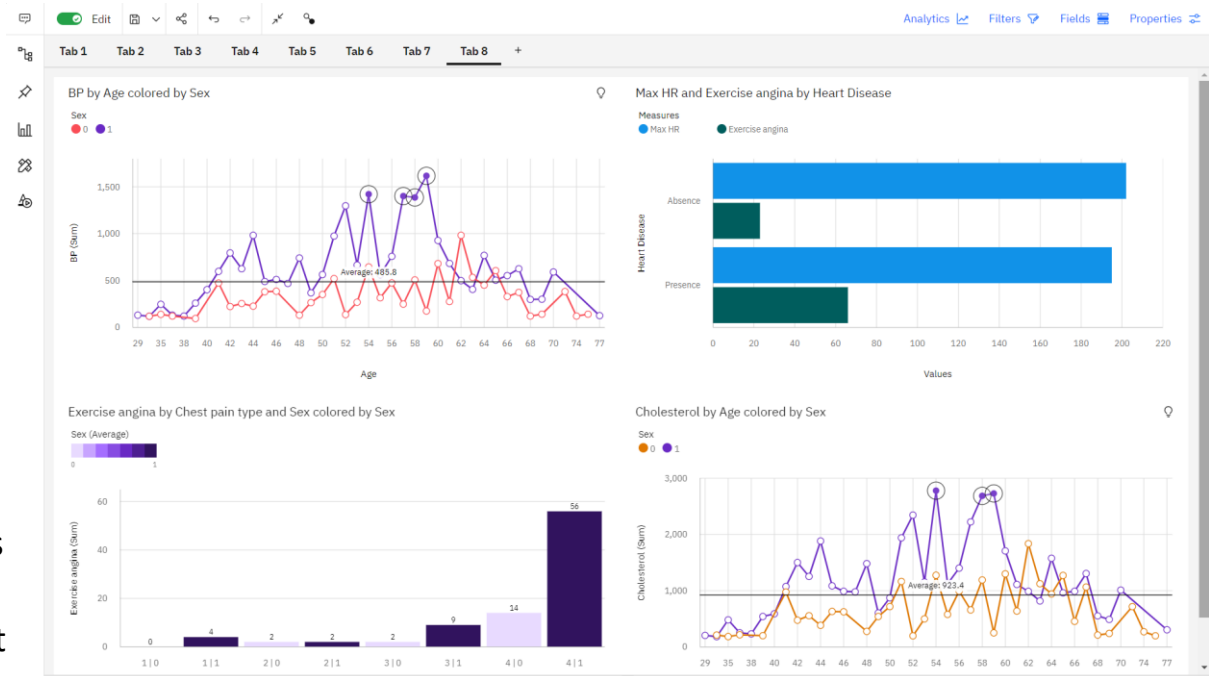 Edit
Analytics Filters Fields Properties
Tab 1 Tab 2 Tab 3 Tab 4 Tab 5 Tab 6 Tab 7 Tab 8 +
BP by Age colored by Sex
Sex
0 1
BP (Sum)
1,500
1,000
500
0
Average: 485.8
29 35 38 40 42 44 46 49 51 52 54 56 58 60 62 64 66 68 70 74 77
Age
Max HR and Exercise angina by Heart Disease
Measures
Max HR Exercise angina
Heart Disease
Absence
Presence
0 20 40 60 80 100 120 140 160 180 200 220
Values
Exercise angina by Chest pain type and Sex colored by Sex
Sex (Average)
0 1
Exercise angina (Sum)
60
40
20
0
0 4 2 2 2 9 14 56
1 | 0 1 | 1 2 | 0 2 | 1 3 | 0 3 | 1 4 | 0 4 | 1
Cholesterol by Age colored by Sex
Sex
0 1
Cholesterol (Sum)
3,000
2,000
1,000
0
Average: 923.4
29 35 38 40 42 44 46 49 51 52 54 56 58 60 62 64 66 68 70 74 77
s
t